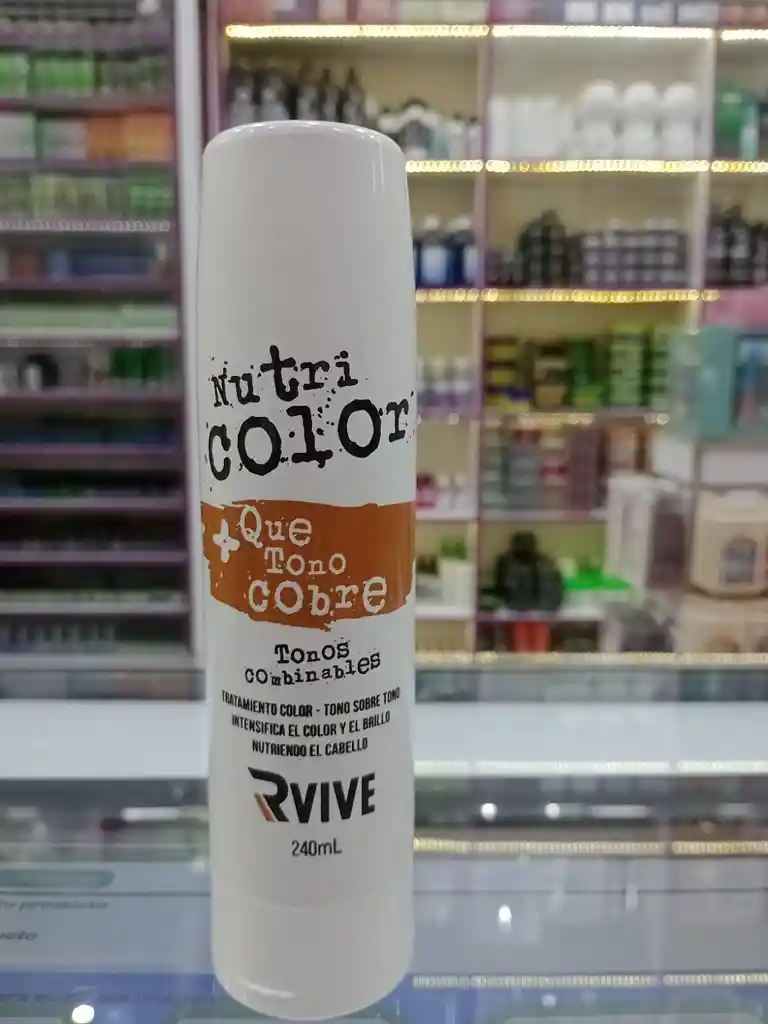 Nutri
Color
+ Que
Tono
Cobre
Tonos
combinables
TRATAMIENTO COLOR - TONO SOBRE TONO
INTENSIFICA EL COLOR Y EL BRILLO
NUTRIENDO EL CABELLO
RVIVE
240mL